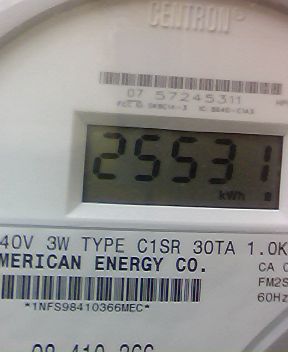 CENTRON®
07 57245311
25531
kWh
40V 3W TYPE C1SR 30TA 1.0K
MERICAN ENERGY CO.
CA 0
FM2S
60Hz
*1NFS98410366MEC*